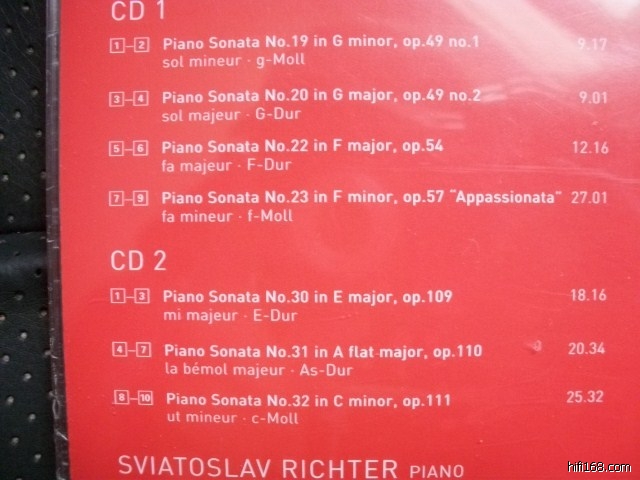 CD 1
1–2 Piano Sonata No.19 in G minor, op.49 no.1 9.17
sol mineur · g-Moll
3–4 Piano Sonata No.20 in G major, op.49 no.2 9.01
sol majeur · G-Dur
5–6 Piano Sonata No.22 in F major, op.54 12.16
fa majeur · F-Dur
7–9 Piano Sonata No.23 in F minor, op.57 "Appassionata" 27.01
fa mineur · f-Moll
CD 2
1–3 Piano Sonata No.30 in E major, op.109 18.16
mi majeur · E-Dur
4–7 Piano Sonata No.31 in A flat major, op.110 20.34
la bémol majeur · As-Dur
8–10 Piano Sonata No.32 in C minor, op.111 25.32
ut mineur · c-Moll
SVIATOSLAV RICHTER PIANO
hifi168.com